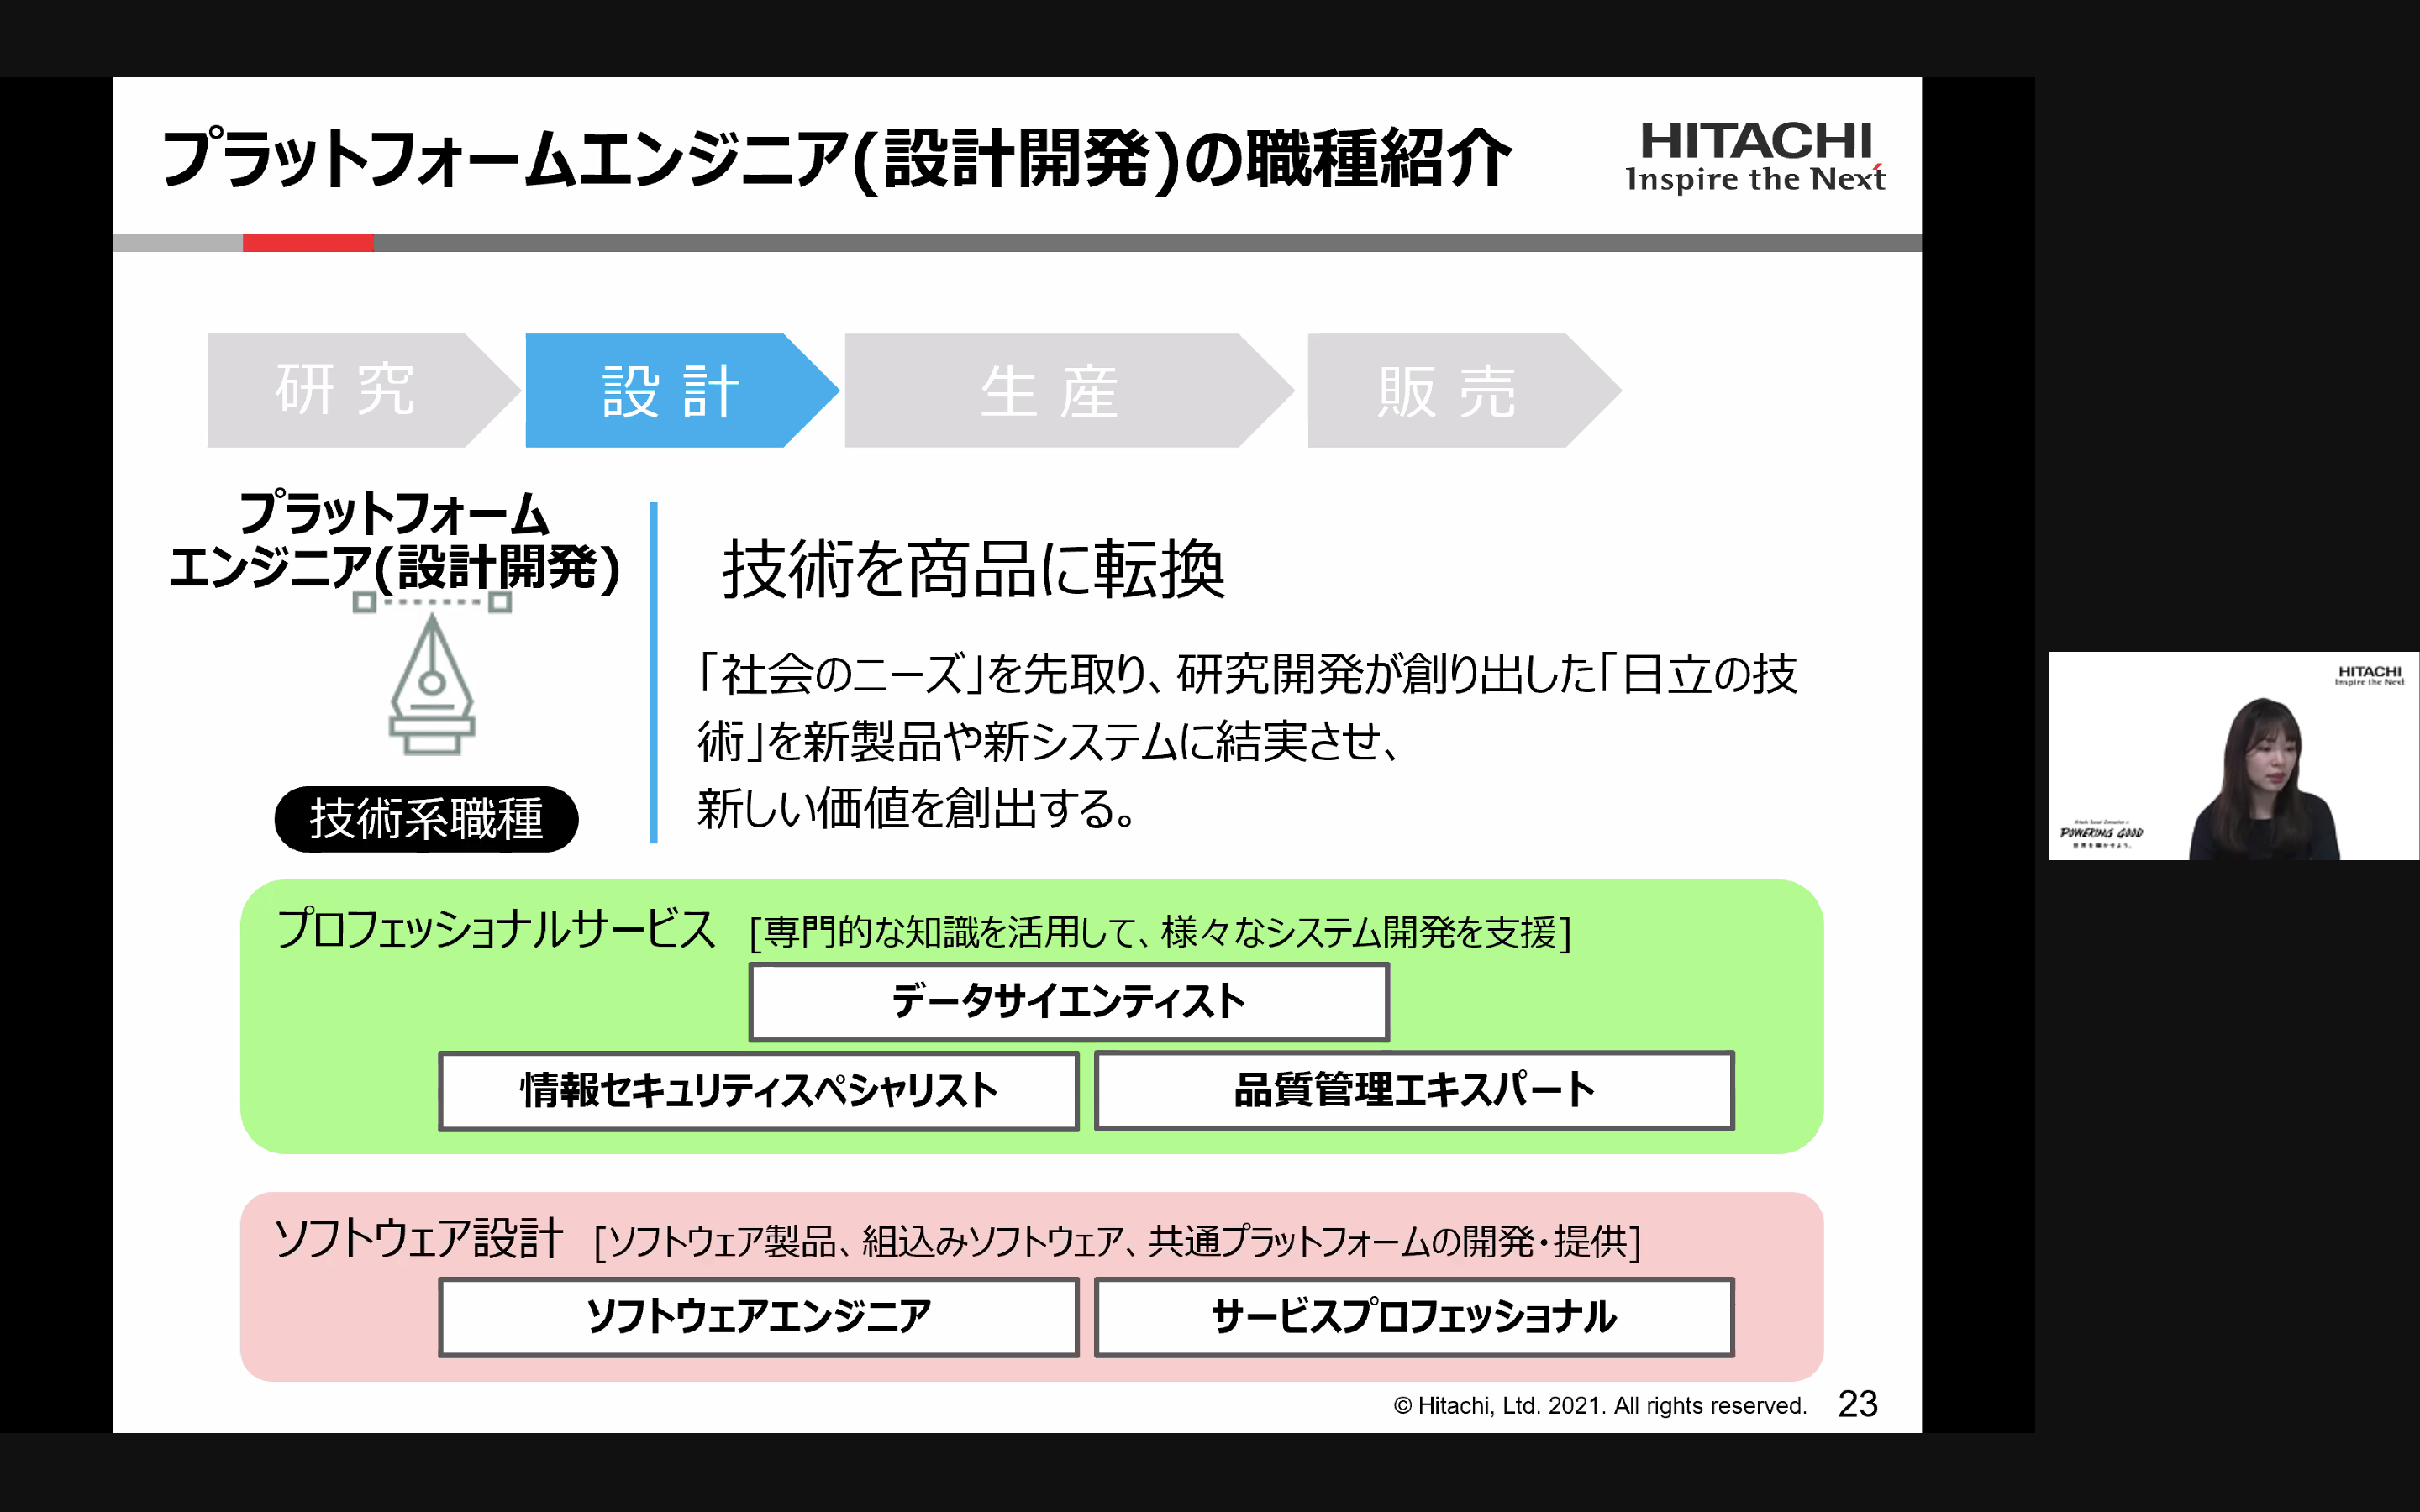 プラットフォームエンジニア(設計開発)の職種紹介
HITACHI
Inspire the Next
研 究
設 計
生 産
販 売
プラットフォーム
エンジニア(設計開発)
技術系職種
技術を商品に転換
「社会のニーズ」を先取り、研究開発が創り出した「日立の技
術」を新製品や新システムに結実させ、
新しい価値を創出する。
プロフェッショナルサービス [専門的な知識を活用して、様々なシステム開発を支援]
データサイエンティスト
情報セキュリティスペシャリスト
品質管理エキスパート
ソフトウェア設計 [ソフトウェア製品、組込みソフトウェア、共通プラットフォームの開発・提供]
ソフトウェアエンジニア
サービスプロフェッショナル
© Hitachi, Ltd. 2021. All rights reserved. 23
HITACHI
Inspire the Next
POWERING GOOD
世界を輝かせよう。